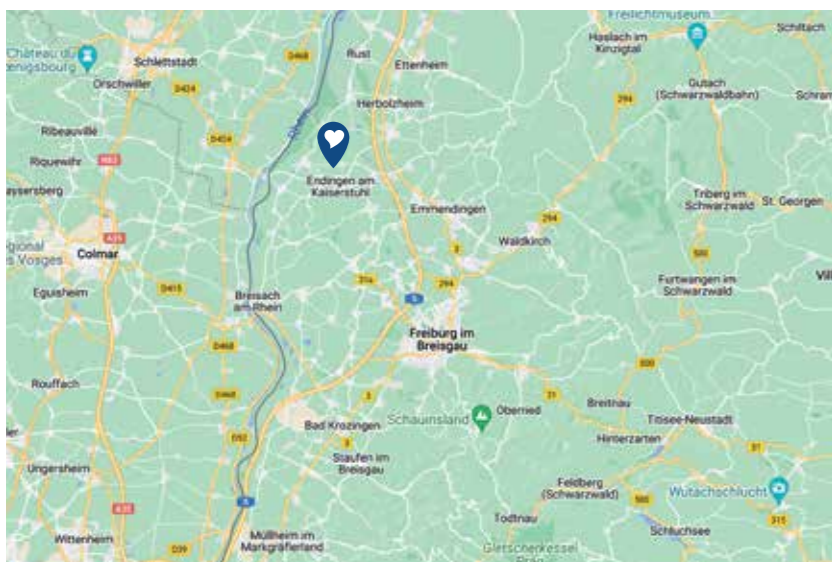 Freilichtmuseum
Schiltach
Haslach im
Kinzigtal
Rust
D468
Ettenheim
Château du
Schlettstadt
Orschwiller
D424
Gutach
(Schwarzwaldbahn)
294
Herbolzheim
Rhein
Ribeauvillé
D424
N83
Riquewihr
Endingen am
Kaiserstuhl
Triberg im
Schwarzwald
St. Georgen
Emmendingen
294
A35
Colmar
3
Waldkirch
500
31a
294
Furtwangen im
Schwarzwald
D415
Eguisheim
Breisach
am Rhein
5
Freiburg im
Breisgau
D468
500
Rouffach
D468
3
31
Breitnau
Schauinsland
Oberried
Bad Krozingen
Titisee-Neustadt
D52
3
Hinterzarten
31
Staufen im
Breisgau
Ungersheim
Feldberg
(Schwarzwald)
Wutachschlucht
5
500
A35
Todtnau
315
Müllheim im
Markgräflerland
Schluchsee
Wittenheim
D39
Gletscherkessel